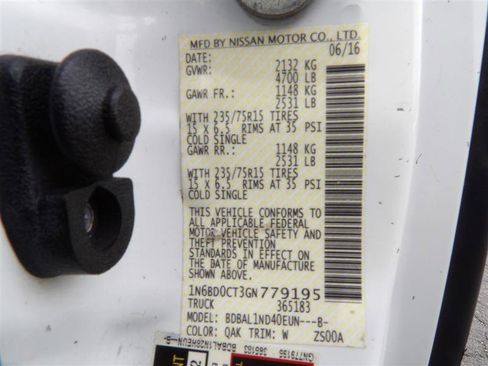 MFD BY NISSAN MOTOR CO., LTD.
DATE: 06/16
GVWR: 2132 KG
4700 LB
GAWR FR.: 1148 KG
2531 LB
WITH 235/75R15 TIRES
15 X 6.5 RIMS AT 35 PSI
COLD SINGLE
GAWR RR.: 1148 KG
2531 LB
WITH 235/75R15 TIRES
15 X 6.5 RIMS AT 35 PSI
COLD SINGLE
THIS VEHICLE CONFORMS TO
ALL APPLICABLE FEDERAL
MOTOR VEHICLE SAFETY AND
THEFT PREVENTION
STANDARDS IN EFFECT ON THE
DATE OF MANUFACTURE
1N6BD0CT3GN779195
TRUCK 365183
MODEL: BDBAL1ND40EUN---B-
COLOR: QAK TRIM: W ZS00A
GN779195 365183